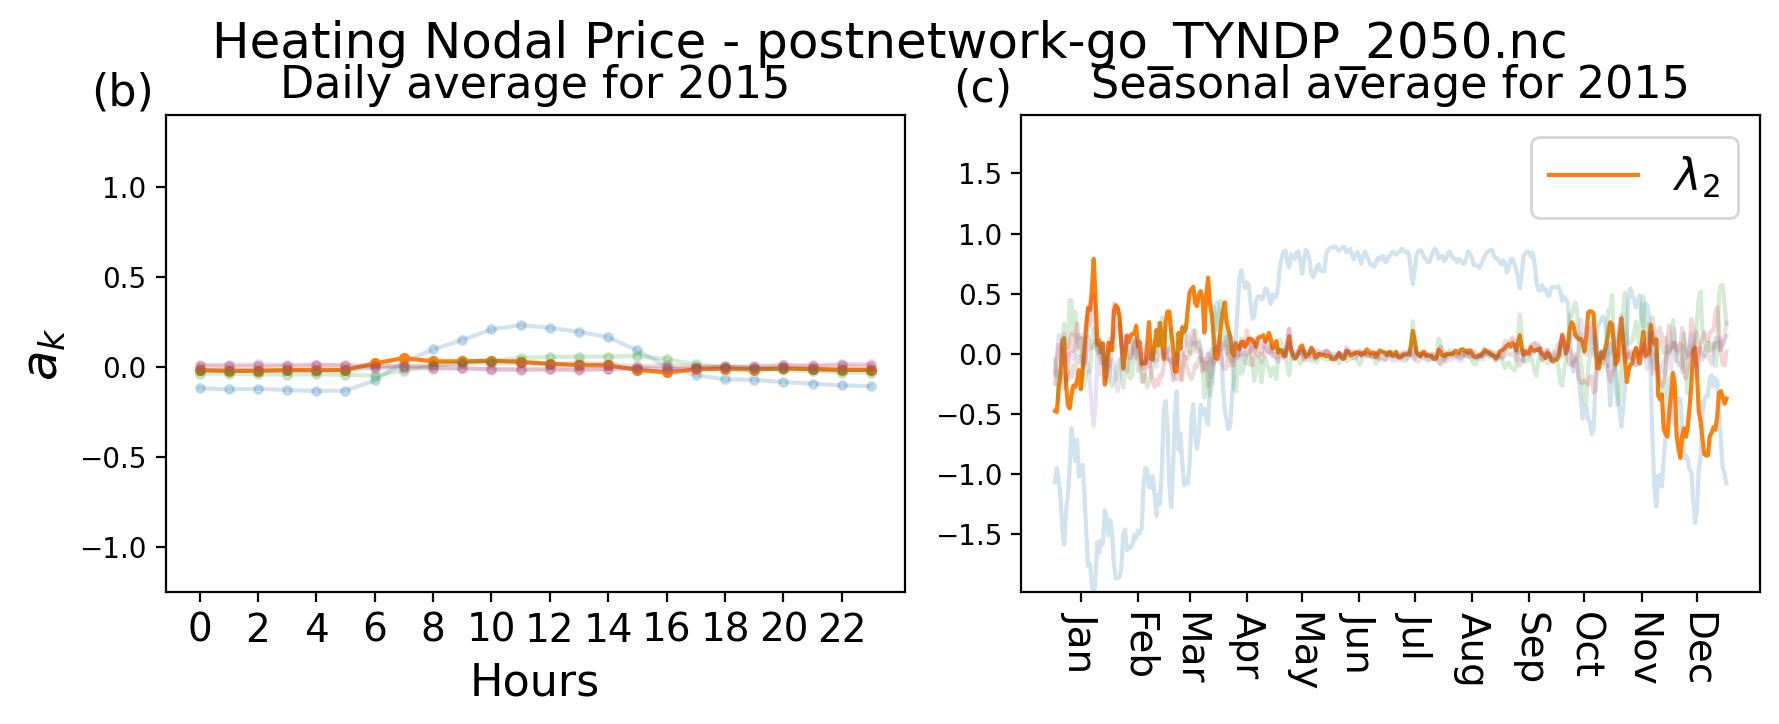 Heating Nodal Price - postnetwork-go_TYNDP_2050.nc
(b)
Daily average for 2015
1.0
0.5
0.0
−0.5
−1.0
a_k
0 2 4 6 8 10 12 14 16 18 20 22
Hours
(c)
Seasonal average for 2015
λ_2
1.5
1.0
0.5
0.0
−0.5
−1.0
−1.5
Jan Feb Mar Apr May Jun Jul Aug Sep Oct Nov Dec